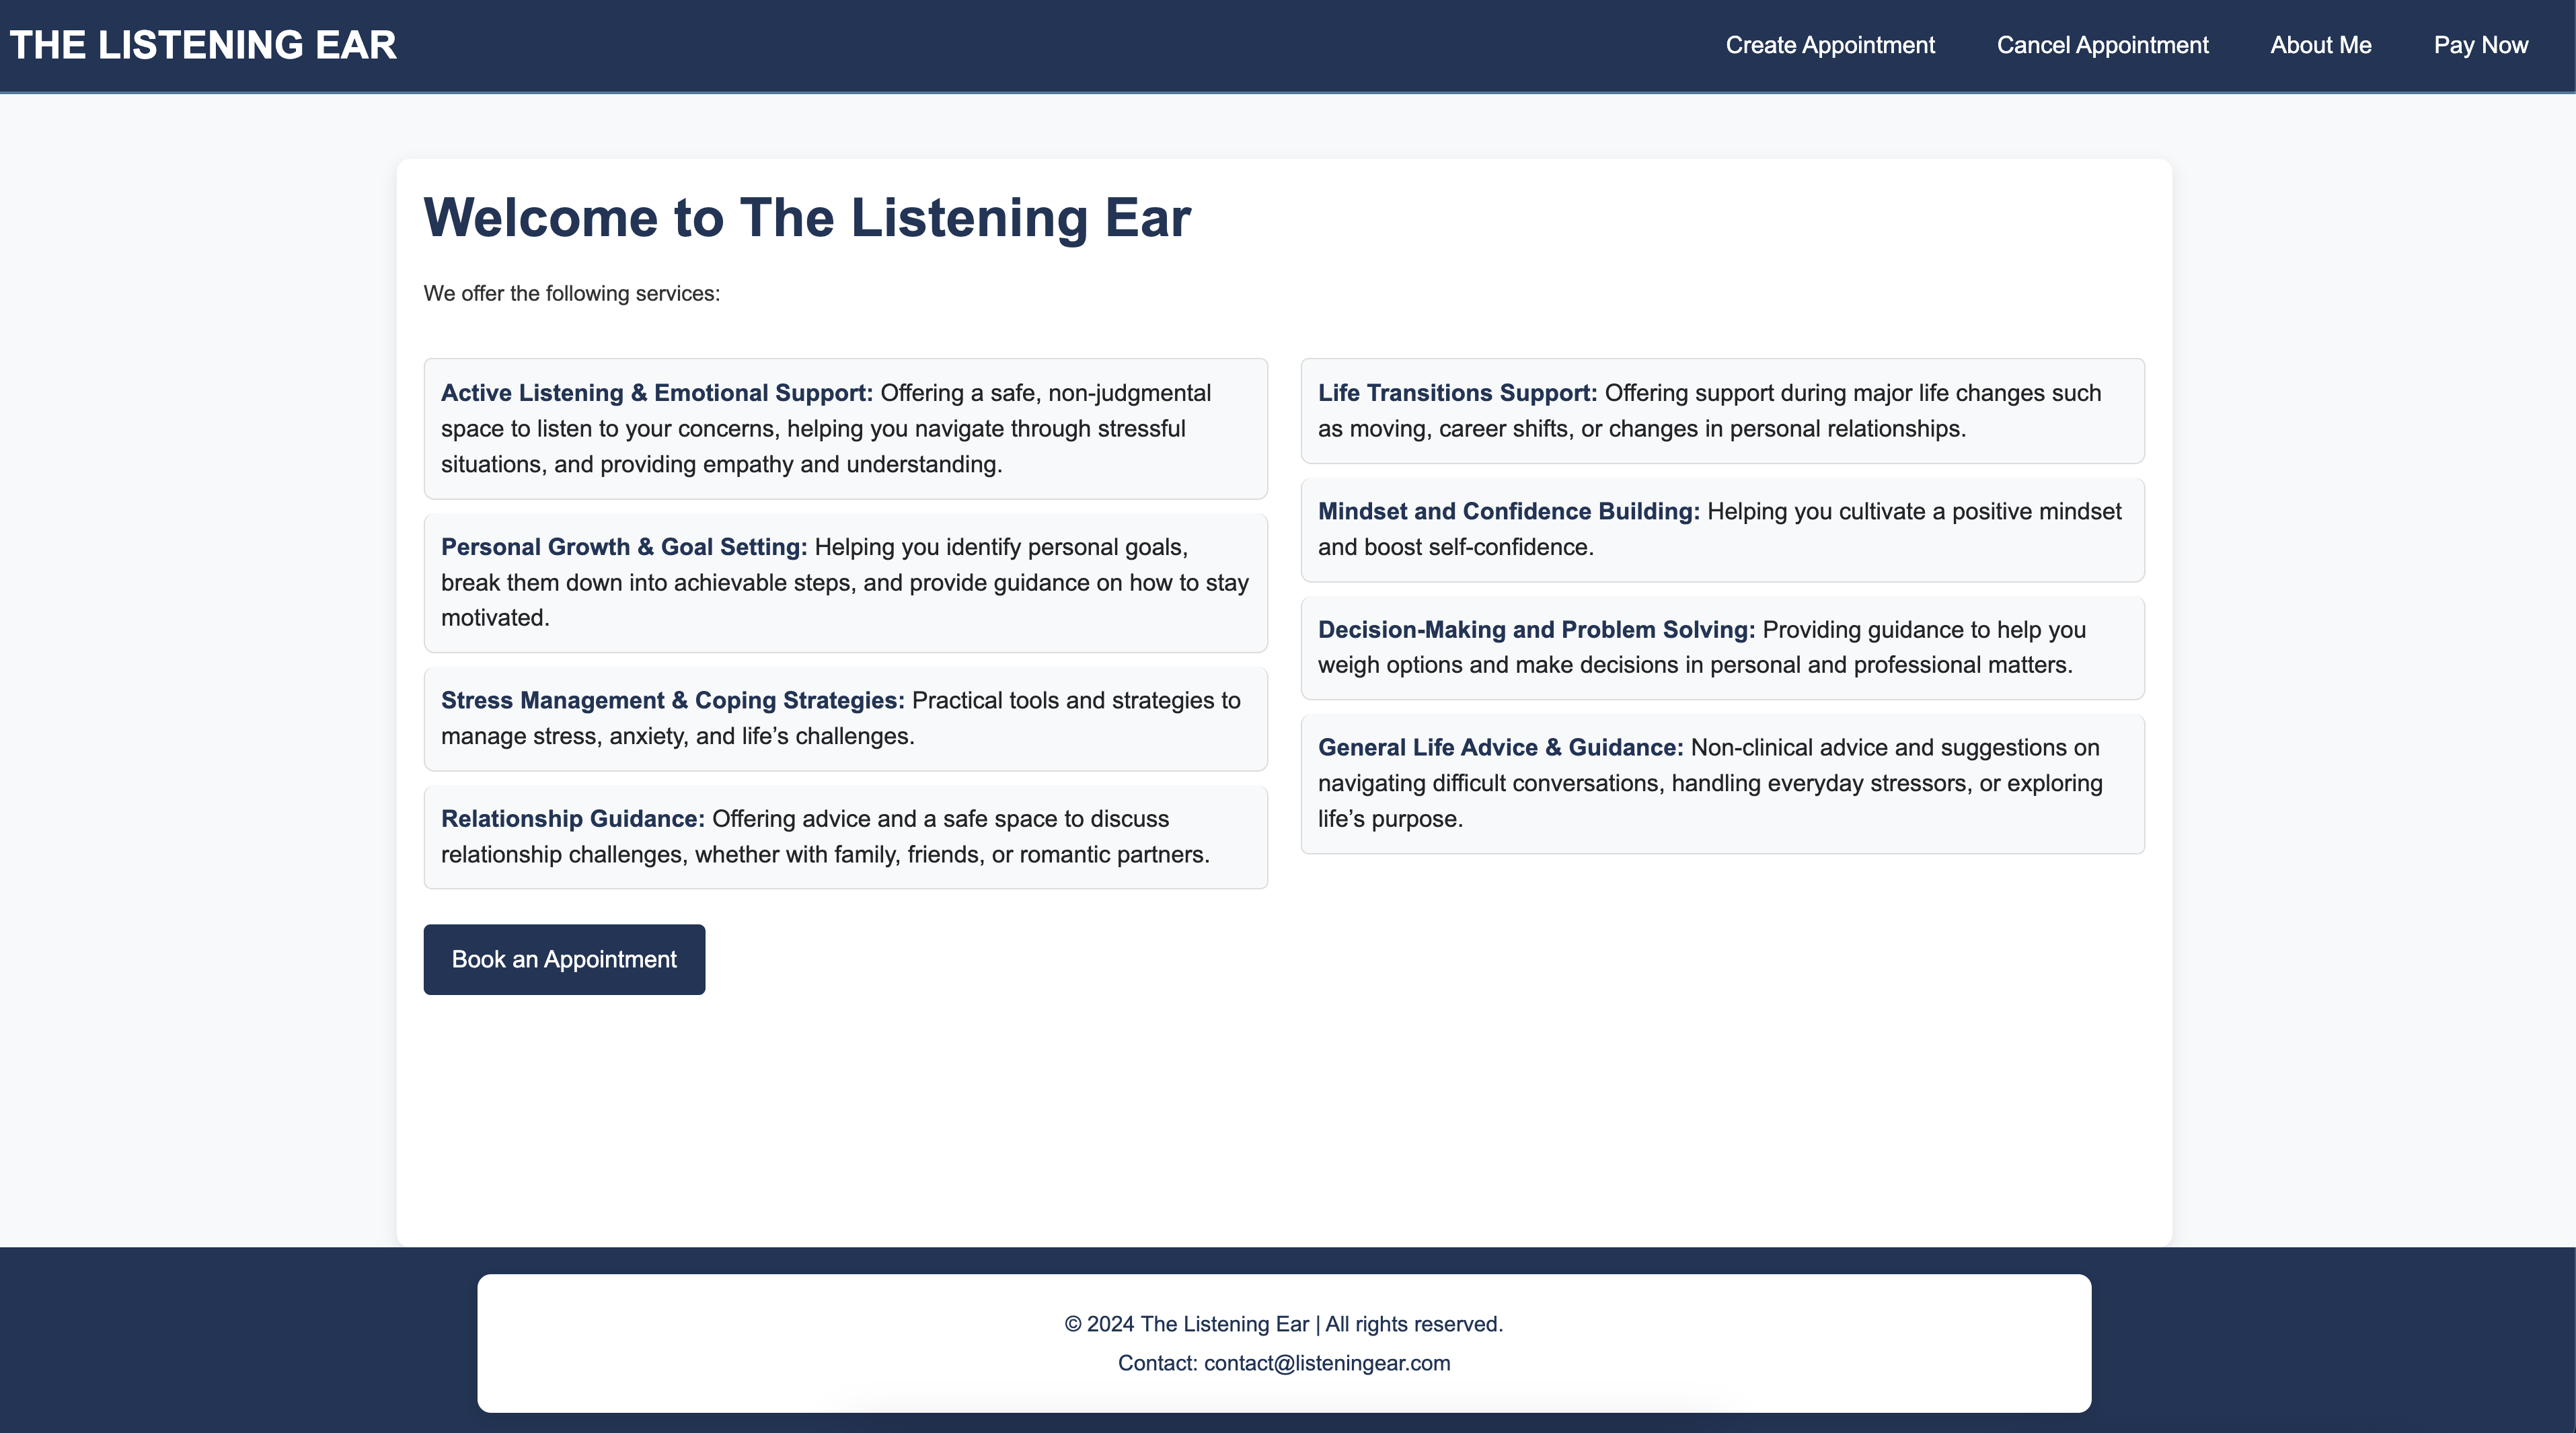 THE LISTENING EAR
Create Appointment
Cancel Appointment
About Me
Pay Now
Welcome to The Listening Ear
We offer the following services:
Active Listening & Emotional Support: Offering a safe, non-judgmental
space to listen to your concerns, helping you navigate through stressful
situations, and providing empathy and understanding.
Personal Growth & Goal Setting: Helping you identify personal goals,
break them down into achievable steps, and provide guidance on how to stay
motivated.
Stress Management & Coping Strategies: Practical tools and strategies to
manage stress, anxiety, and life’s challenges.
Relationship Guidance: Offering advice and a safe space to discuss
relationship challenges, whether with family, friends, or romantic partners.
Life Transitions Support: Offering support during major life changes such
as moving, career shifts, or changes in personal relationships.
Mindset and Confidence Building: Helping you cultivate a positive mindset
and boost self-confidence.
Decision-Making and Problem Solving: Providing guidance to help you
weigh options and make decisions in personal and professional matters.
General Life Advice & Guidance: Non-clinical advice and suggestions on
navigating difficult conversations, handling everyday stressors, or exploring
life’s purpose.
Book an Appointment
© 2024 The Listening Ear | All rights reserved.
Contact: contact@listeningear.com